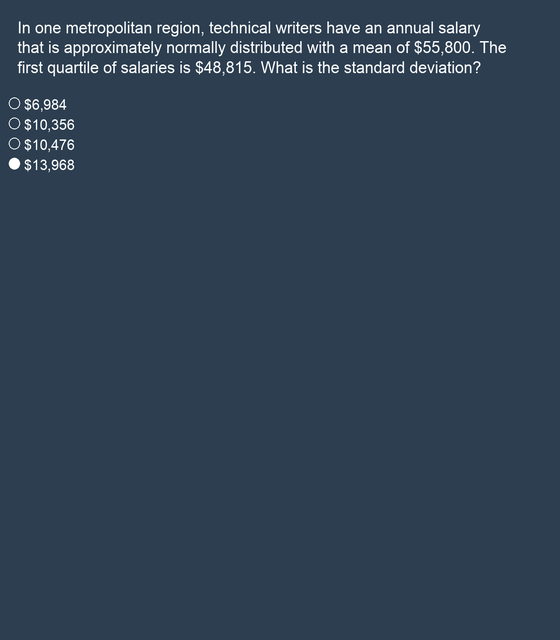 In one metropolitan region, technical writers have an annual salary
that is approximately normally distributed with a mean of $55,800. The
first quartile of salaries is $48,815. What is the standard deviation?
$6,984
$10,356
$10,476
$13,968